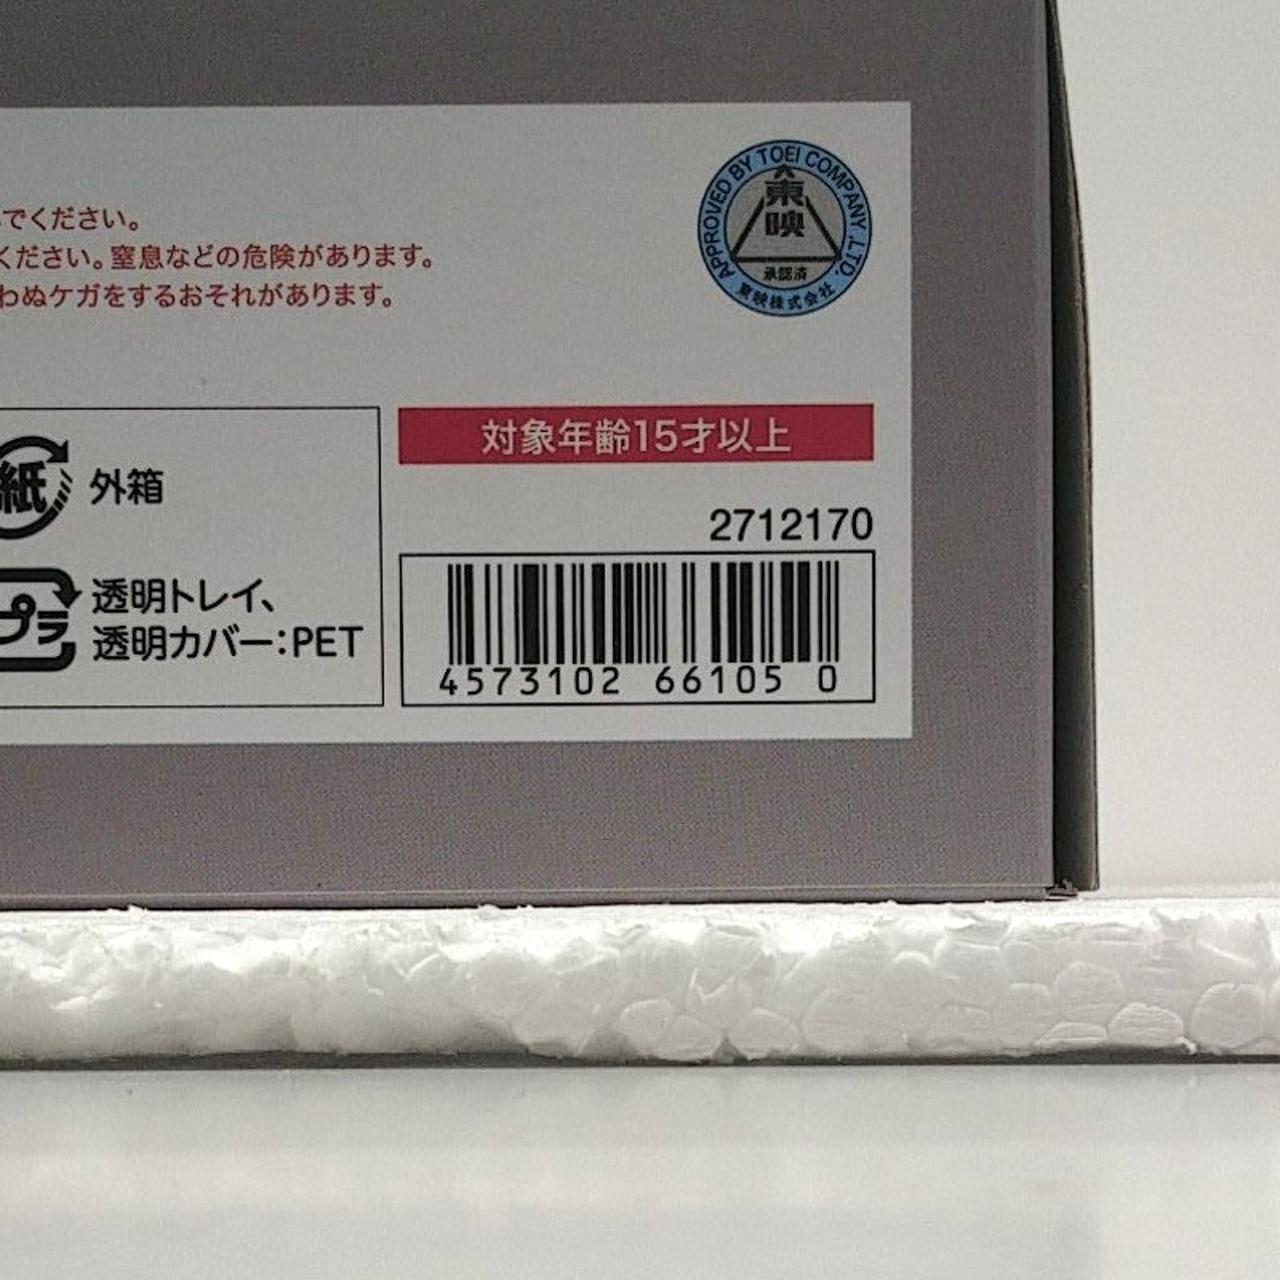 でください。
ください。窒息などの危険があります。
わぬケガをするおそれがあります。
APPROVED BY TOEI COMPANY.,LTD.
東映
承認済
東映株式会社
対象年齢15才以上
紙 外箱
2712170
プラ 透明トレイ、
透明カバー:PET
4573102 66105 0